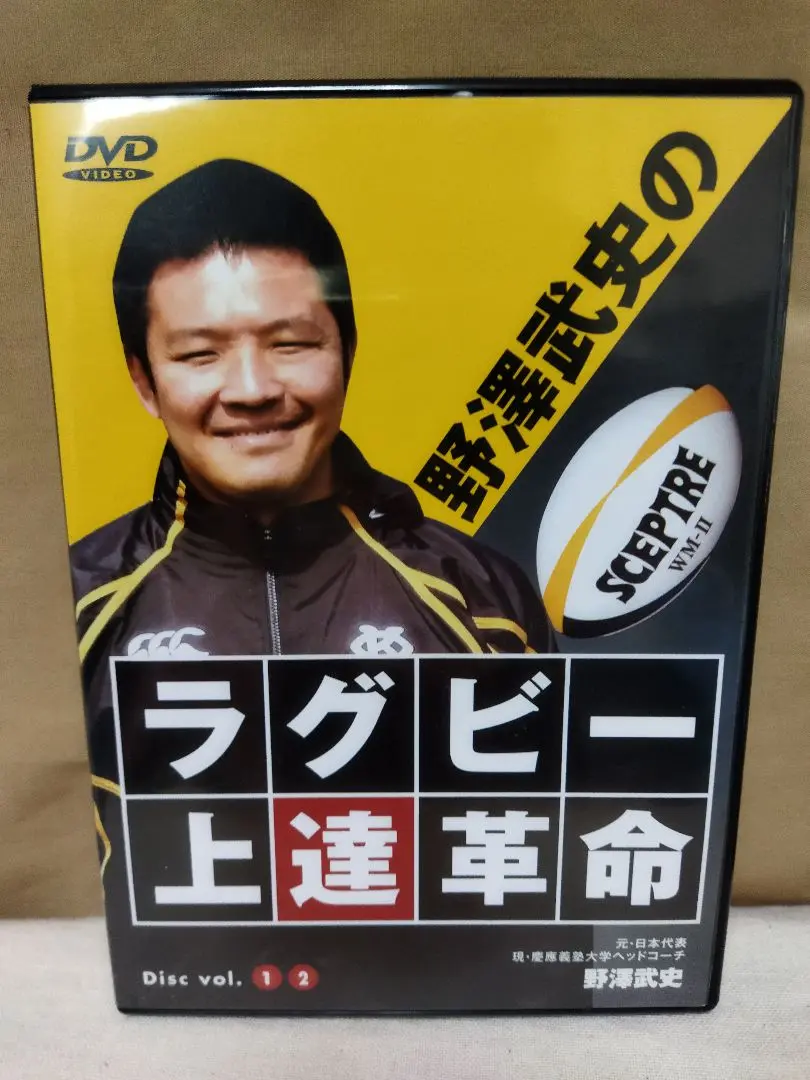 DVD
VIDEO
野澤武史の
SCEPTRE
WM-II
ラグビー
上達革命
元・日本代表
現・慶應義塾大学ヘッドコーチ
野澤武史
Disc vol. 1 2